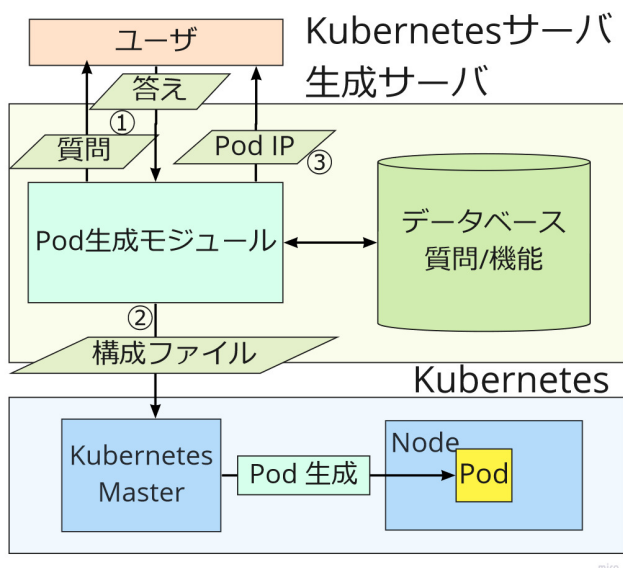 ユーザ
Kubernetesサーバ
生成サーバ
答え
①
質問
Pod IP
③
Pod生成モジュール
データベース
質問/機能
②
構成ファイル
Kubernetes
Kubernetes
Master
Pod 生成
Node
Pod
miro